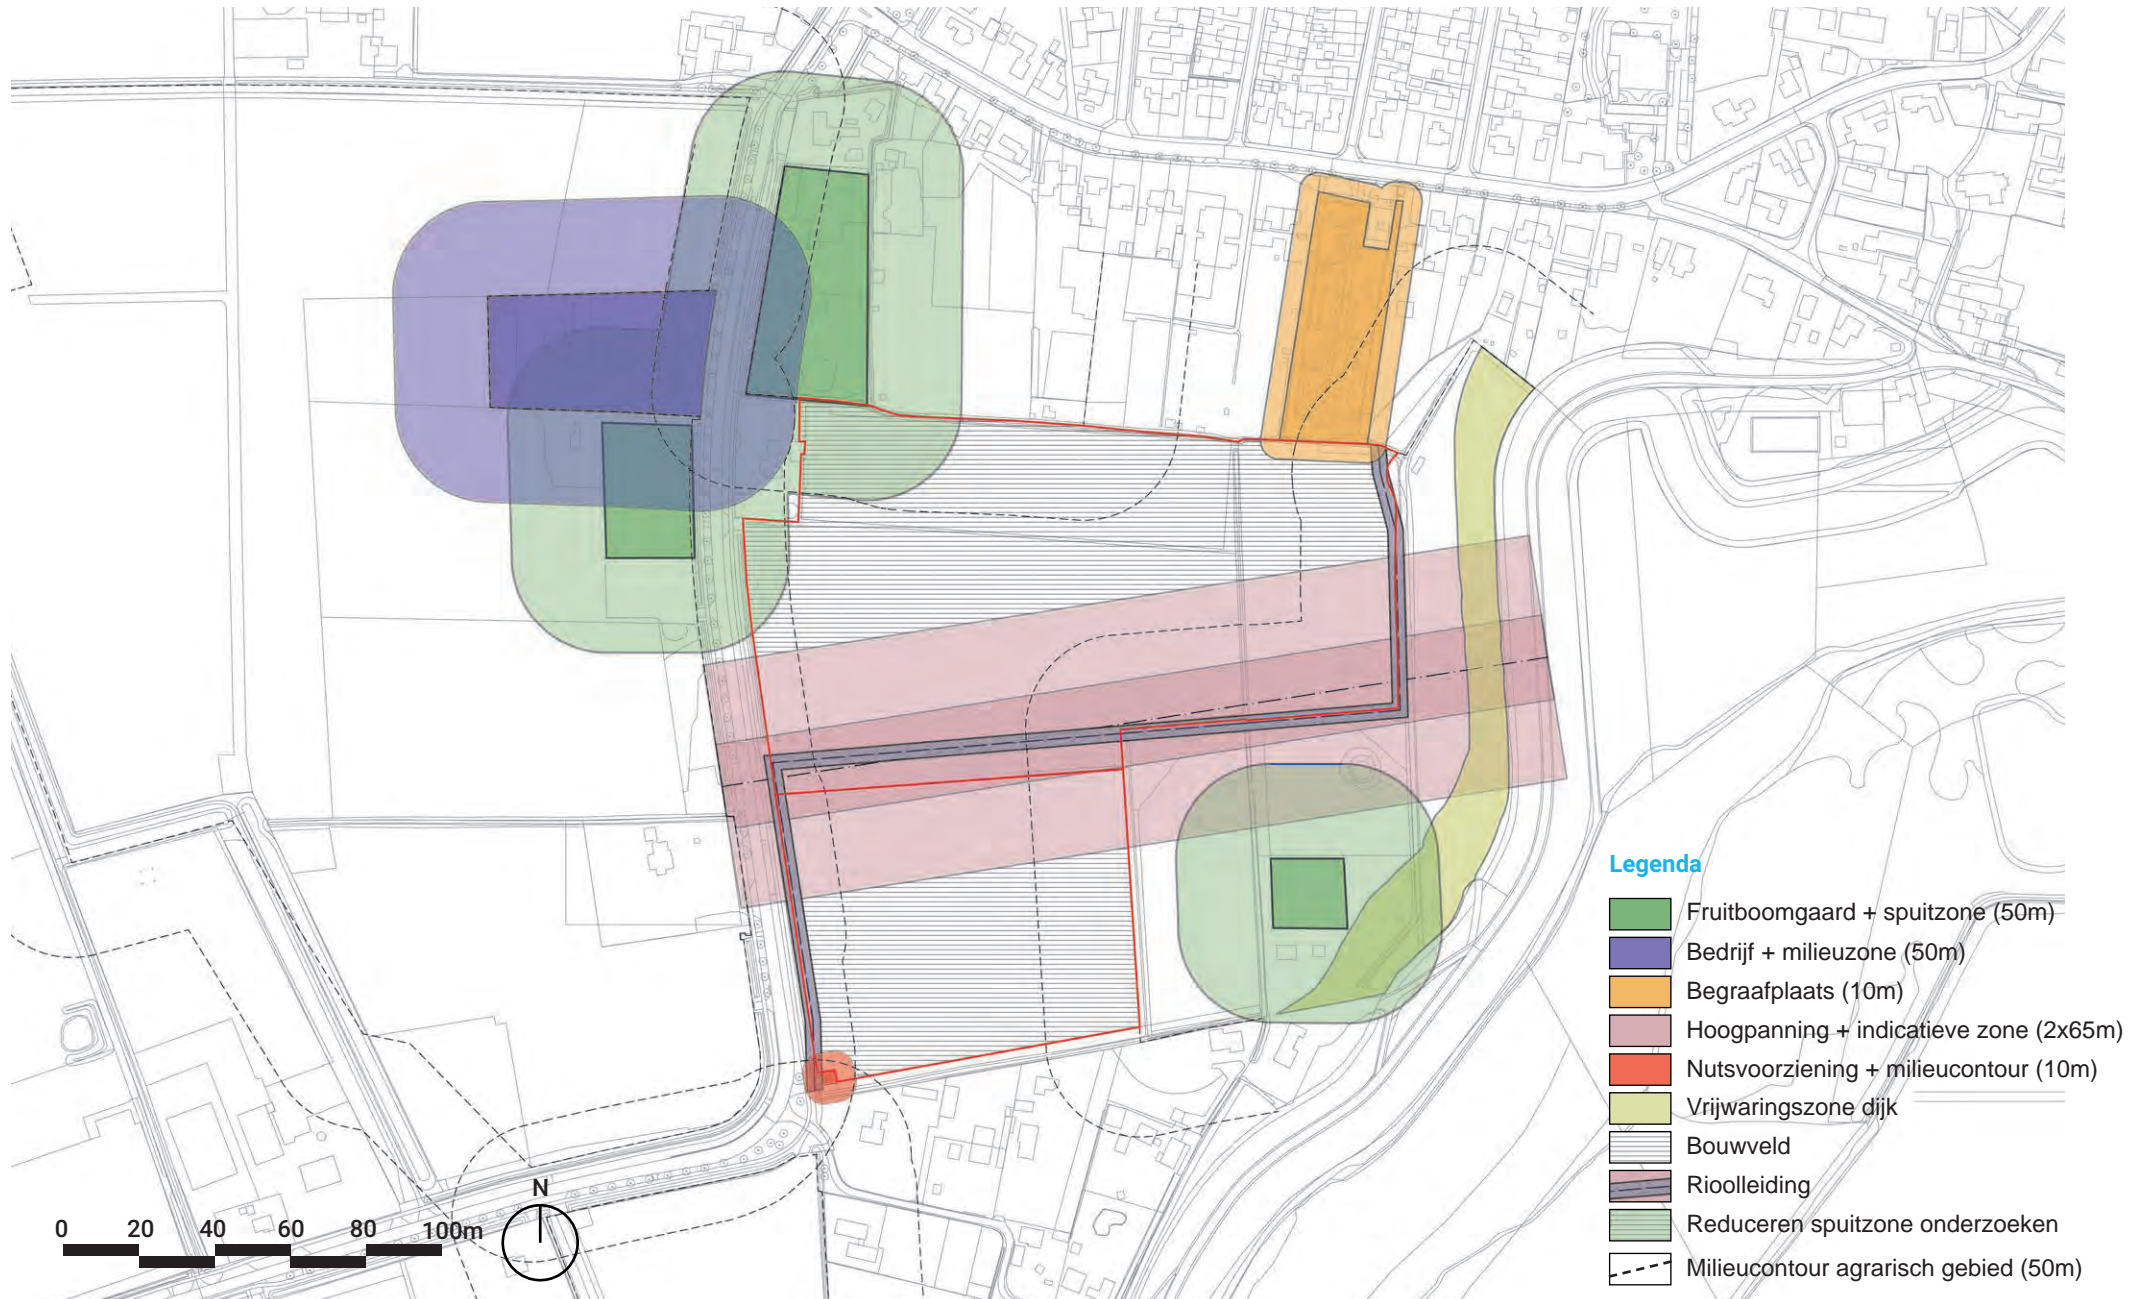 Legenda
Fruitboomgaard + spuitzone (50m)
Bedrijf + milieuzone (50m)
Begraafplaats (10m)
Hoogpanning + indicatieve zone (2x65m)
Nutsvoorziening + milieucontour (10m)
Vrijwaringszone dijk
Bouwveld
Rioolleiding
Reduceren spuitzone onderzoeken
Milieucontour agrarisch gebied (50m)
N
0 20 40 60 80 100m